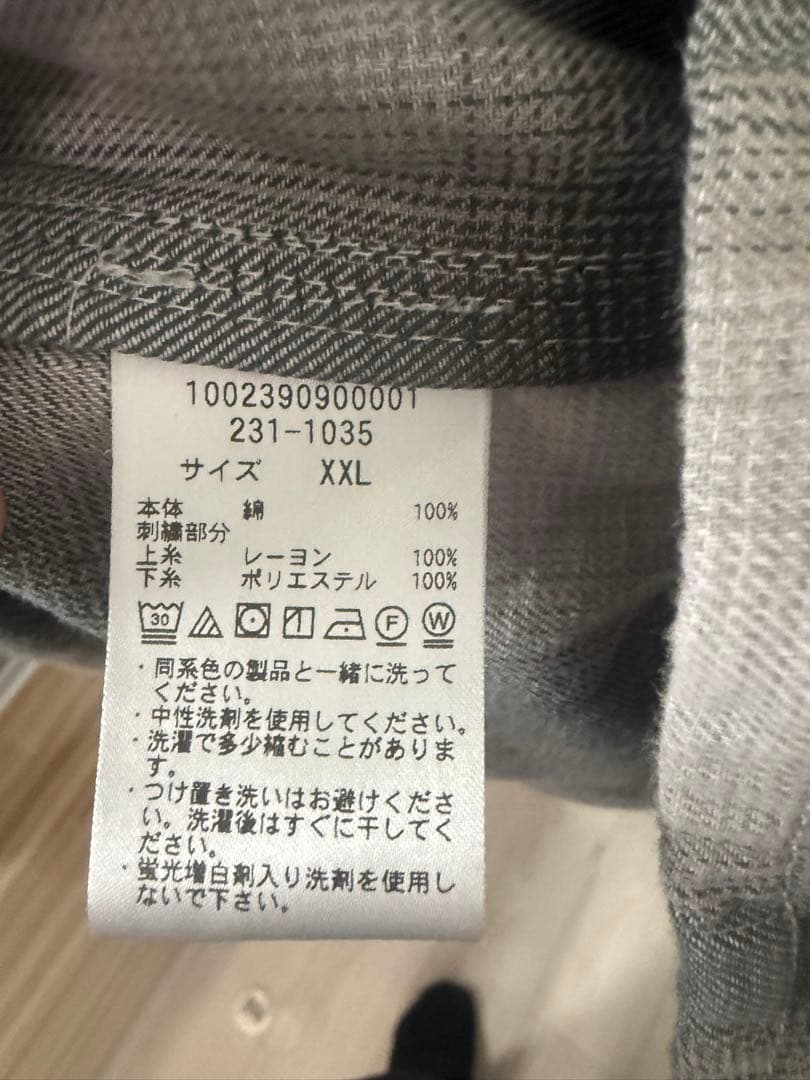 1002390900001
231-1035
サイズ XXL
本体 綿 100%
刺繍部分
上糸 レーヨン 100%
下糸 ポリエステル 100%
30 F W
・同系色の製品と一緒に洗って
ください。
・中性洗剤を使用してください。
・洗濯で多少縮むことがありま
す。
・つけ置き洗いはお避けくださ
い。洗濯後はすぐに干してく
ださい。
・蛍光増白剤入り洗剤を使用し
ないで下さい。